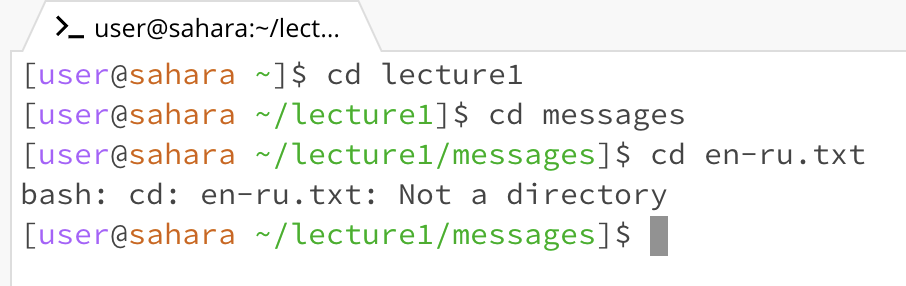 user@sahara:~/lect...
[user@sahara ~]$ cd lecture1
[user@sahara ~/lecture1]$ cd messages
[user@sahara ~/lecture1/messages]$ cd en-ru.txt
bash: cd: en-ru.txt: Not a directory
[user@sahara ~/lecture1/messages]$